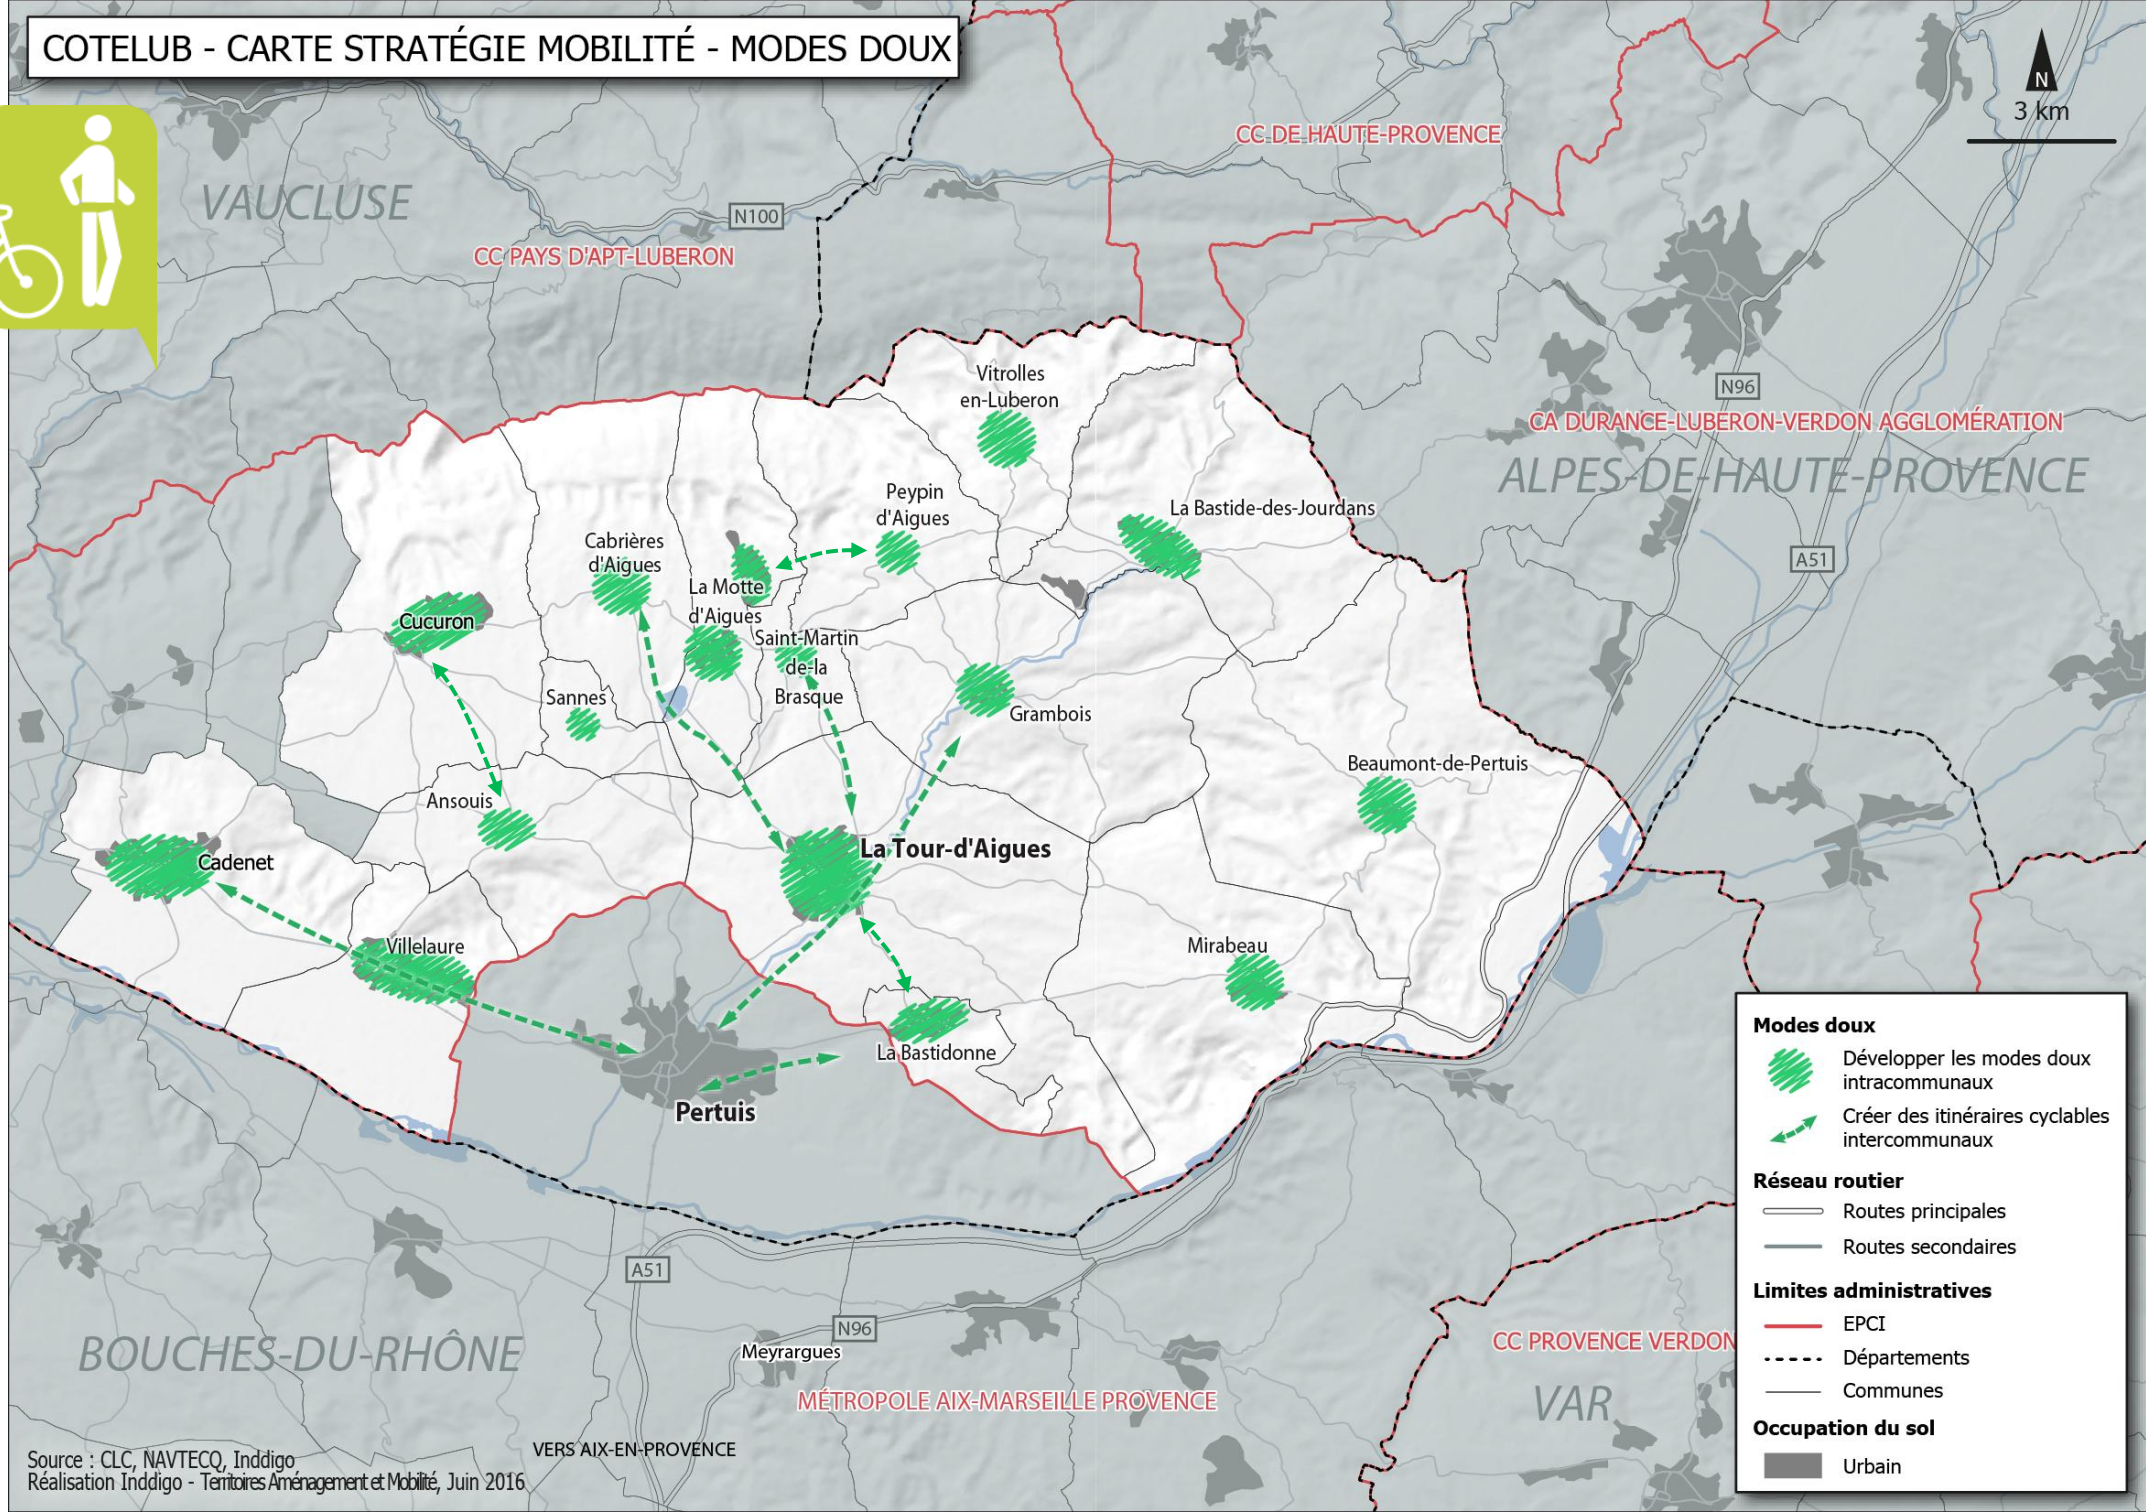 COTELUB - CARTE STRATÉGIE MOBILITÉ - MODES DOUX
N
3 km
CC DE HAUTE-PROVENCE
VAUCLUSE
N100
CC PAYS D'APT-LUBERON
Vitrolles
en-Luberon
N96
CA DURANCE-LUBERON-VERDON AGGLOMÉRATION
ALPES-DE-HAUTE-PROVENCE
Peypin
d'Aigues
La Bastide-des-Jourdans
Cabrières
d'Aigues
A51
La Motte
d'Aigues
Cucuron
Saint-Martin
de-la
Brasque
Sannes
Grambois
Beaumont-de-Pertuis
Ansouis
La Tour-d'Aigues
Cadenet
Villelaure
Mirabeau
La Bastidonne
Pertuis
A51
N96
Meyrargues
BOUCHES-DU-RHÔNE
MÉTROPOLE AIX-MARSEILLE PROVENCE
CC PROVENCE VERDON
VAR
VERS AIX-EN-PROVENCE
Source : CLC, NAVTECQ, Inddigo
Réalisation Inddigo - Territoires Aménagement et Mobilité, Juin 2016
Modes doux
Développer les modes doux
intracommunaux
Créer des itinéraires cyclables
intercommunaux
Réseau routier
Routes principales
Routes secondaires
Limites administratives
EPCI
Départements
Communes
Occupation du sol
Urbain